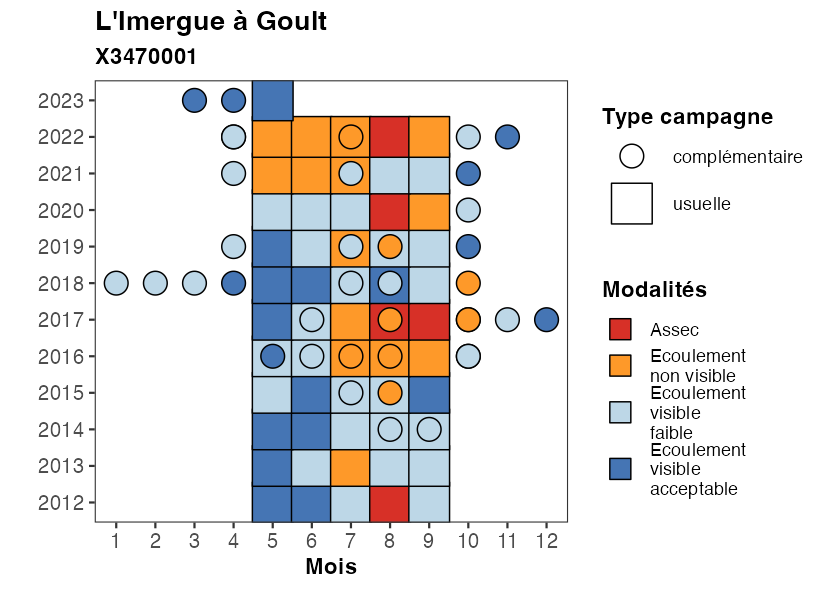 L'Imergue à Goult
X3470001
2023
2022
2021
2020
2019
2018
2017
2016
2015
2014
2013
2012
1 2 3 4 5 6 7 8 9 10 11 12
Mois
Type campagne
complémentaire
usuelle
Modalités
Assec
Ecoulement
non visible
Ecoulement
visible
faible
Ecoulement
visible
acceptable